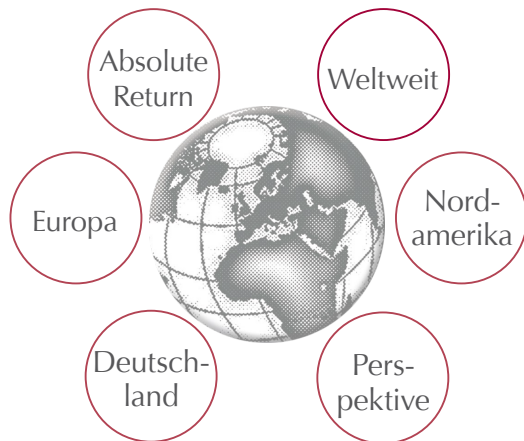 Absolute
Return
Weltweit
Europa
Nord-
amerika
Deutsch-
land
Pers-
pektive